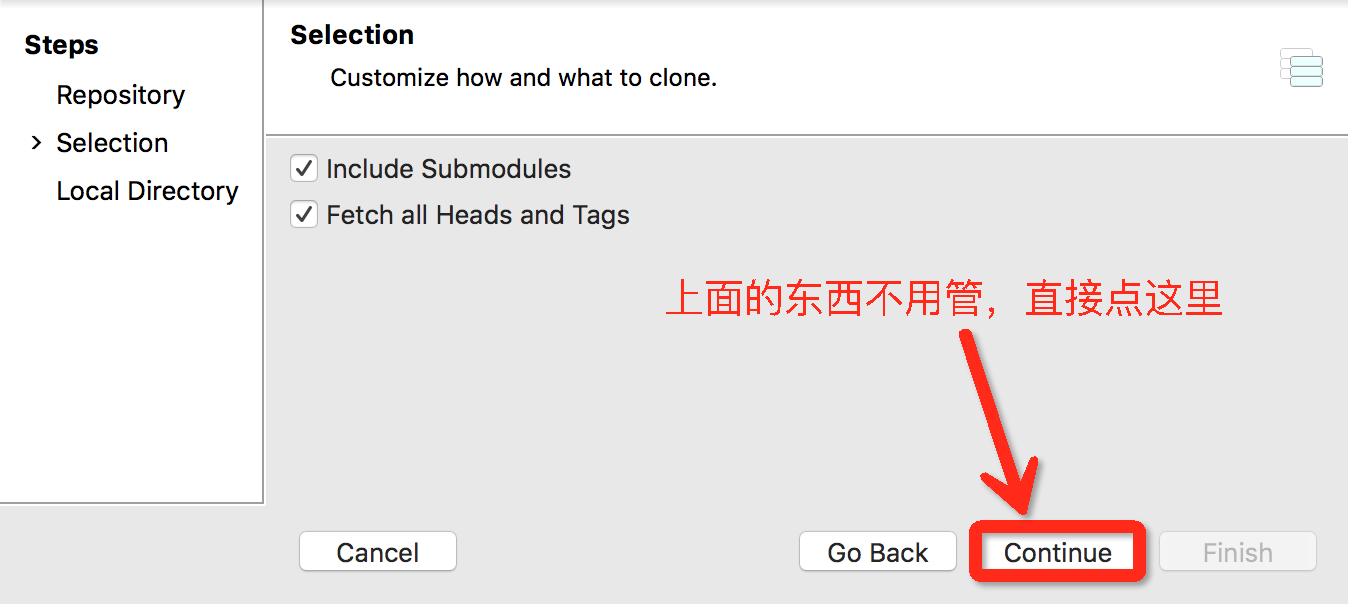 Steps
Repository
Selection
Local Directory
Selection
Customize how and what to clone.
Include Submodules
Fetch all Heads and Tags
上面的东西不用管，直接点这里
Cancel
Go Back
Continue
Finish